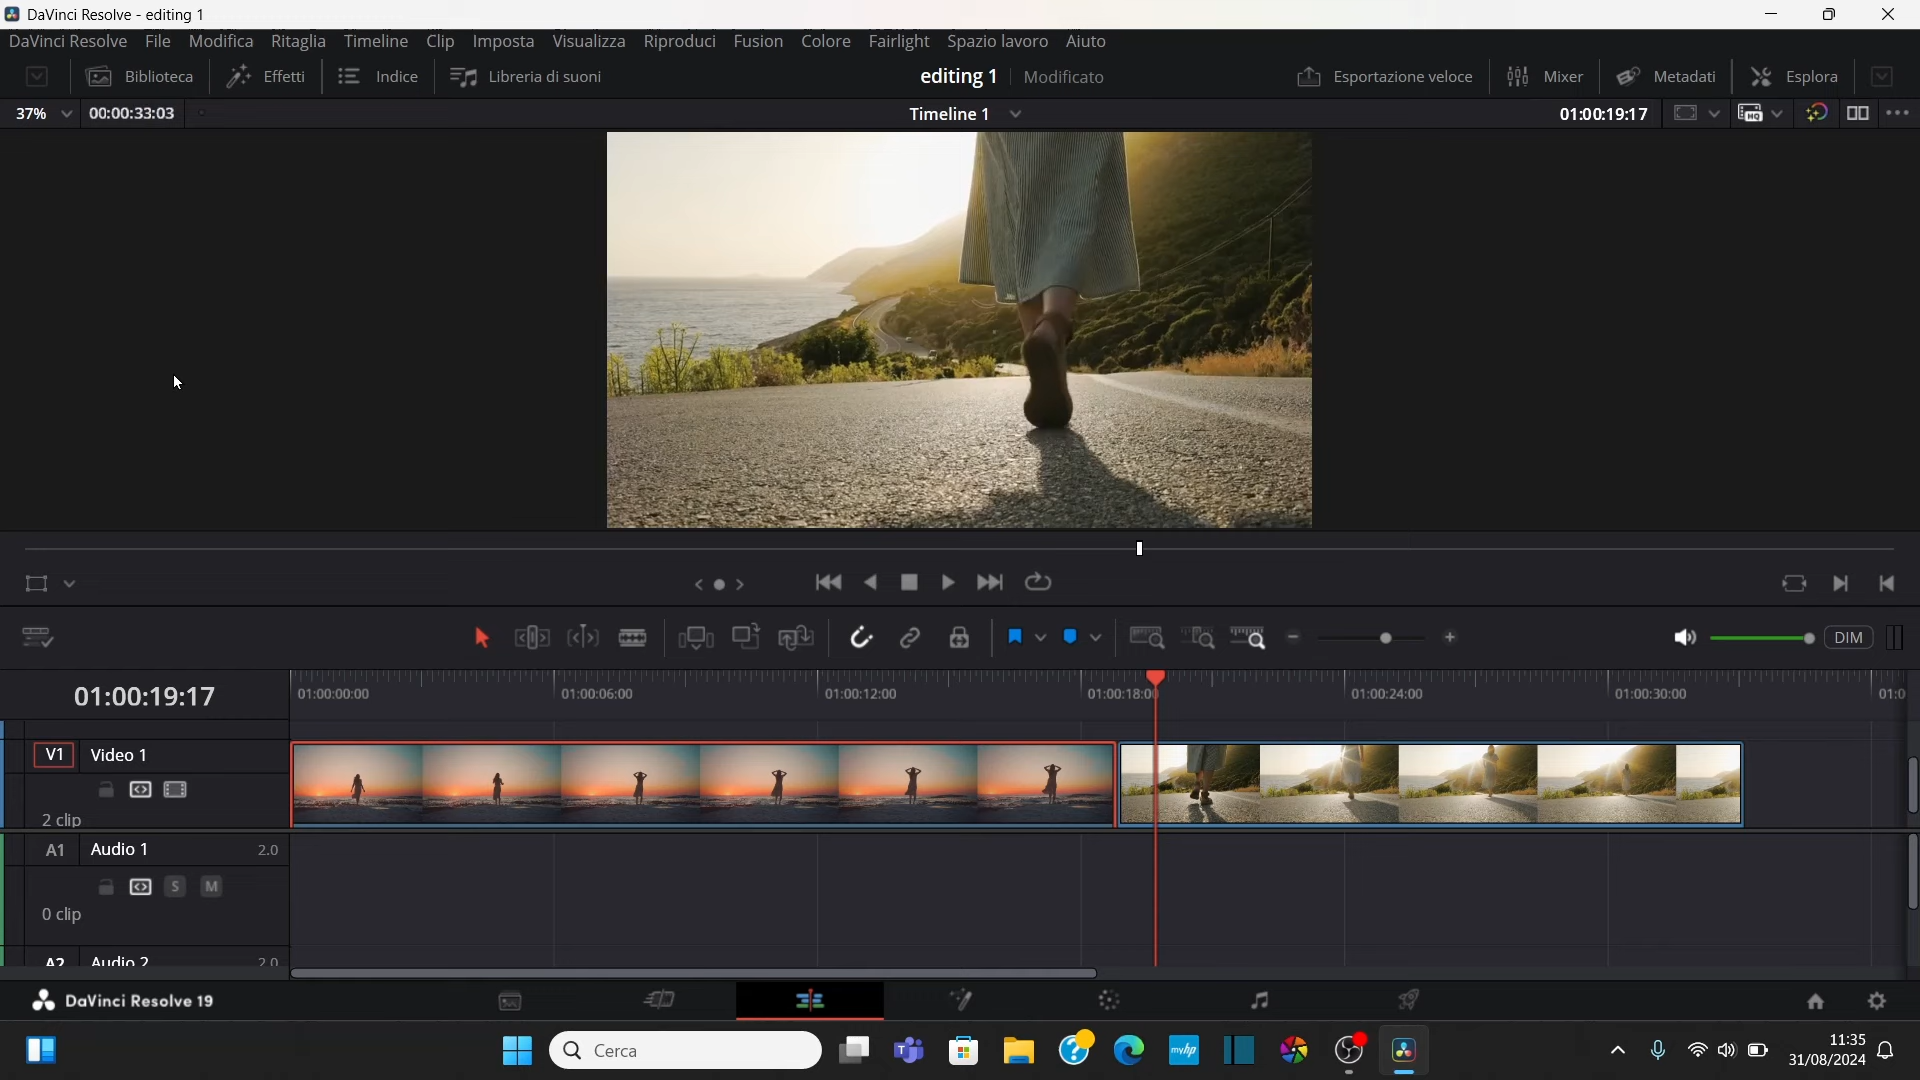 DaVinci Resolve - editing 1
DaVinci Resolve File Modifica Ritaglia Timeline Clip Imposta Visualizza Riproduci Fusion Colore Fairlight Spazio lavoro Aiuto
Biblioteca Effetti Indice Libreria di suoni editing 1 Modificato Esportazione veloce Mixer Metadati Esplora
37% 00:00:33:03 Timeline 1 01:00:19:17 HQ
DIM
01:00:19:17 01:00:00:00 01:00:06:00 01:00:12:00 01:00:18:00 01:00:24:00 01:00:30:00 01:0
V1 Video 1
2 clip
A1 Audio 1 2.0
S M
0 clip
A2 Audio 2 2.0
DaVinci Resolve 19
Cerca
myhp
11:35
31/08/2024